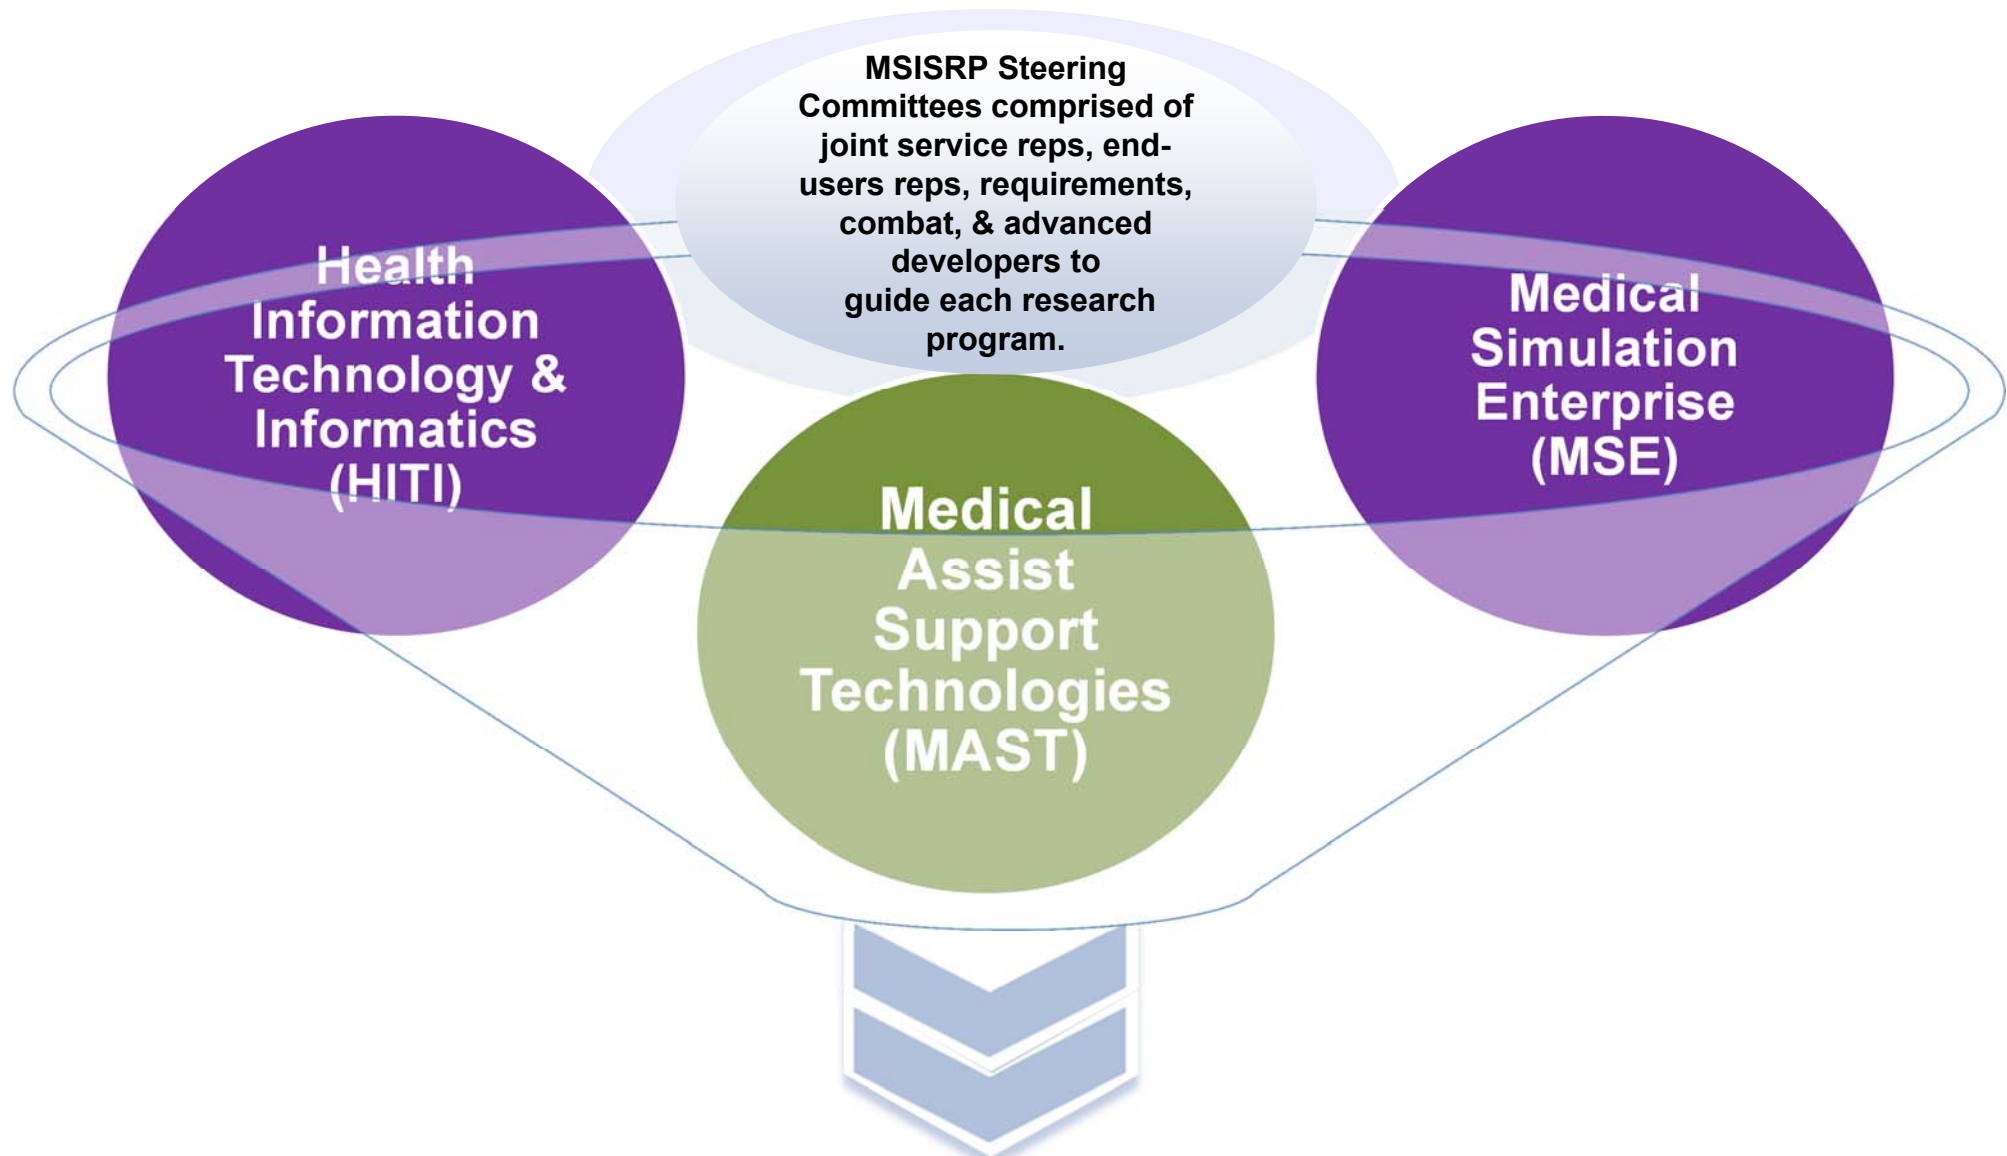 MSISRP Steering
Committees comprised of
joint service reps, end-
users reps, requirements,
combat, & advanced
developers to
guide each research
program.
Health
Information
Technology &
Informatics
(HITI)
Medical
Simulation
Enterprise
(MSE)
Medical
Assist
Support
Technologies
(MAST)